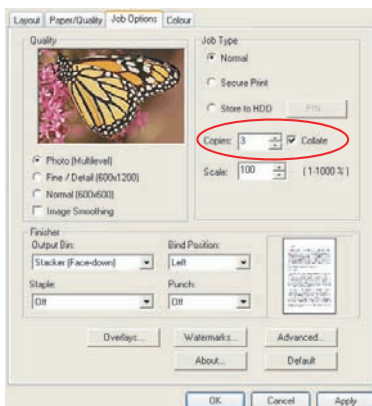 Layout Paper/Quality Job Options Colour
Quality
Photo (Multilevel)
Fine / Detail (600x1200)
Normal (600x600)
Image Smoothing
Job Type
Normal
Secure Print
Store to HDD PIN...
Copies: 3 Collate
Scale: 100 (1-1000 %)
Finisher
Output Bin: Bind Position:
Stacker (Face-down) Left
Staple: Punch:
Off Off
Overlays... Watermarks... Advanced...
About... Default
OK Cancel Apply